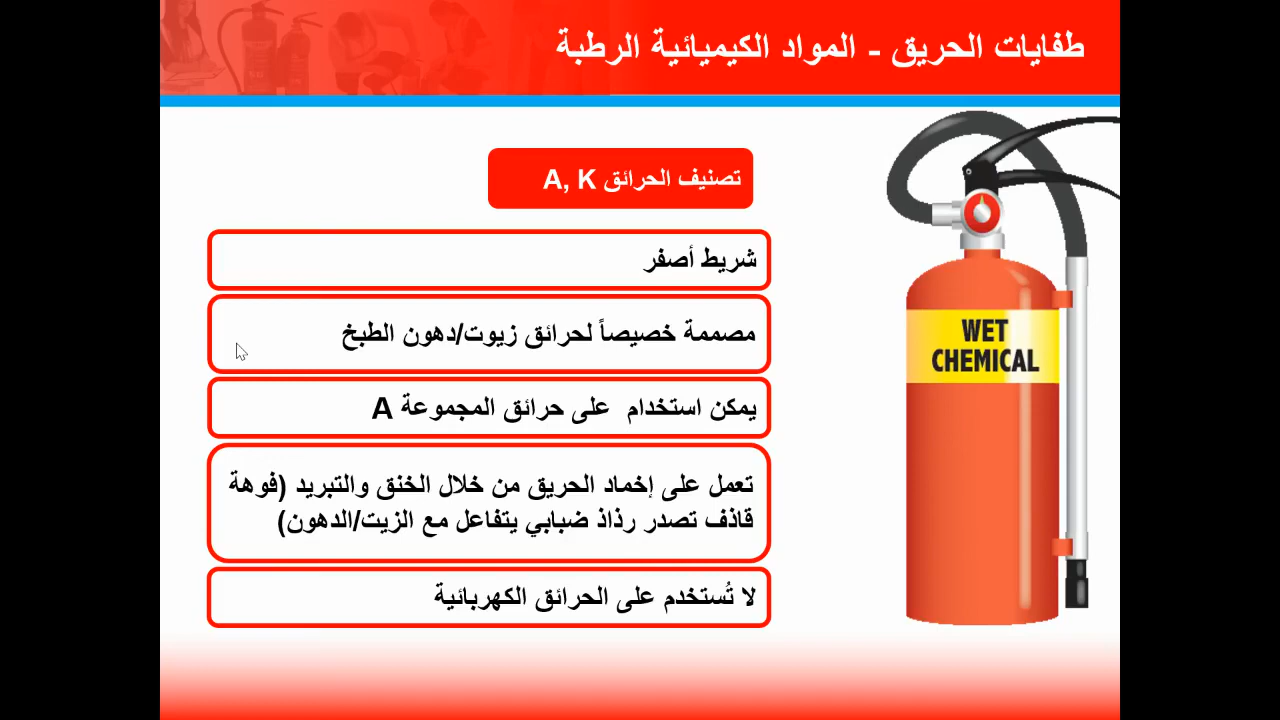 طفايات الحريق - المواد الكيميائية الرطبة
تصنيف الحرائق A, K
شريط أصفر
مصممة خصيصاً لحرائق زيوت/دهون الطبخ
يمكن استخدام على حرائق المجموعة A
تعمل على إخماد الحريق من خلال الخنق والتبريد (فوهة
قاذف تصدر رذاذ ضبابي يتفاعل مع الزيت/الدهون)
لا تُستخدم على الحرائق الكهربائية
WET
CHEMICAL